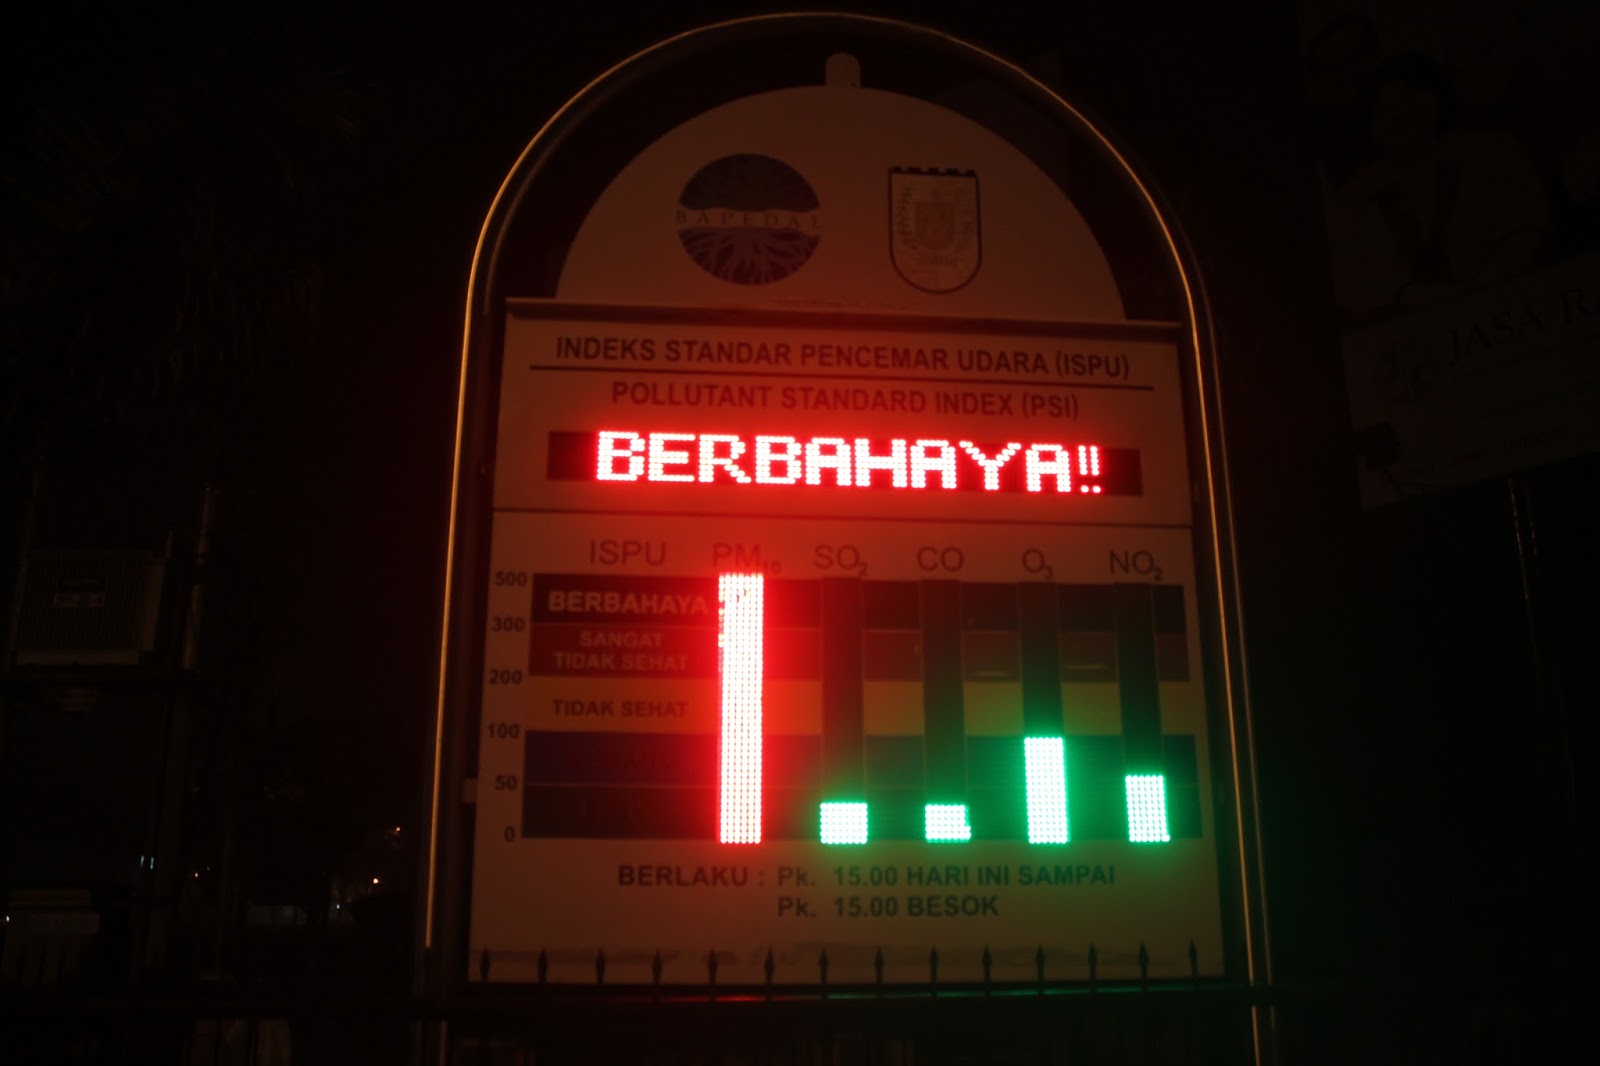 BAPEDAL
INDEKS STANDAR PENCEMAR UDARA (ISPU)
POLLUTANT STANDARD INDEX (PSI)
BERBAHAYA!!
ISPU PM10 SO2 CO O3 NO2
500
BERBAHAYA
300
SANGAT
TIDAK SEHAT
200
TIDAK SEHAT
100
50
0
BERLAKU : Pk. 15.00 HARI INI SAMPAI
Pk. 15.00 BESOK
JASA